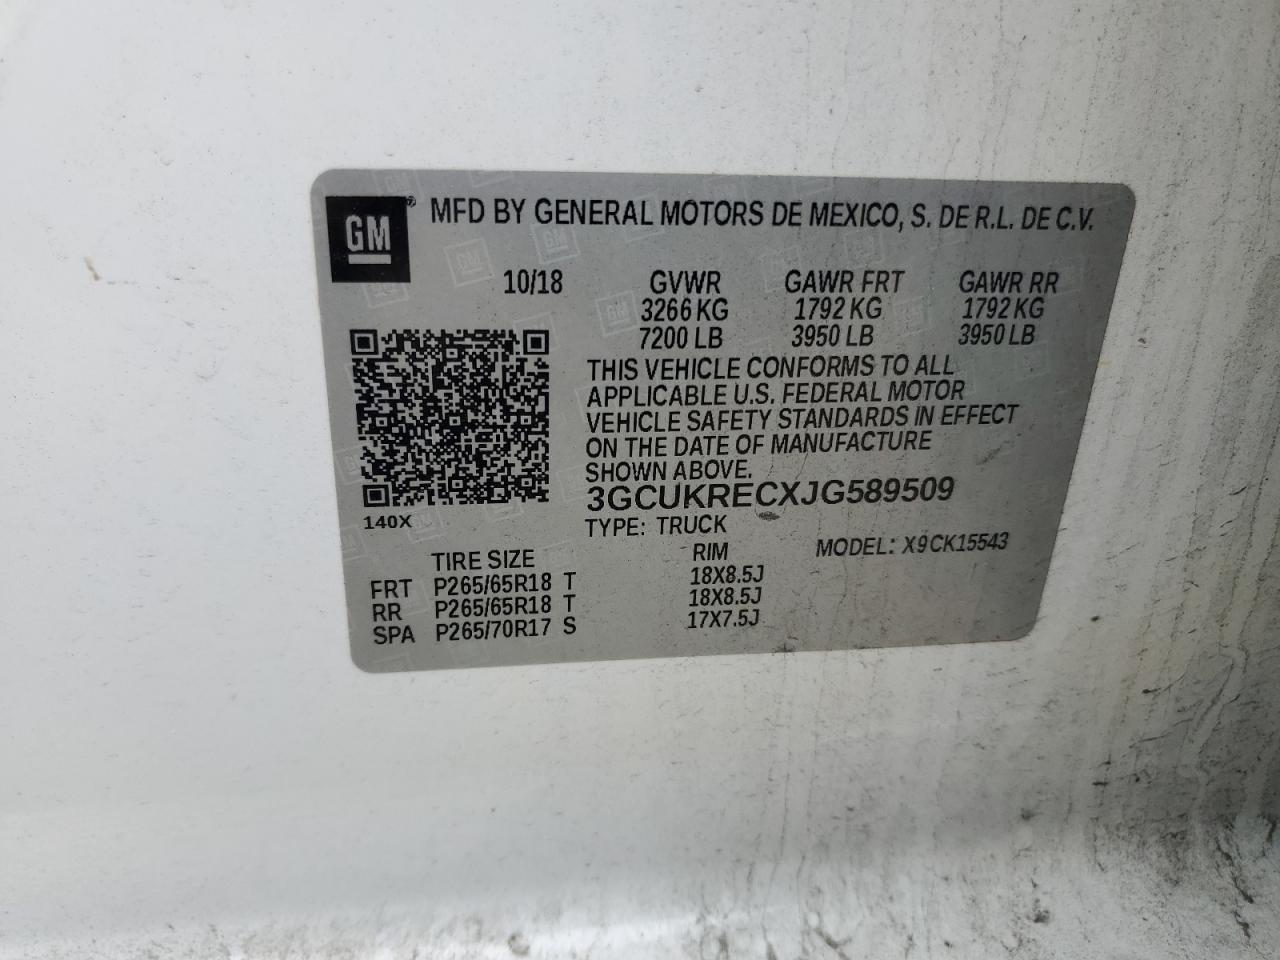 GM® MFD BY GENERAL MOTORS DE MEXICO, S. DE R.L. DE C.V.
10/18 GVWR GAWR FRT GAWR RR
3266 KG 1792 KG 1792 KG
7200 LB 3950 LB 3950 LB
THIS VEHICLE CONFORMS TO ALL
APPLICABLE U.S. FEDERAL MOTOR
VEHICLE SAFETY STANDARDS IN EFFECT
ON THE DATE OF MANUFACTURE
SHOWN ABOVE.
3GCUKRECXJG589509
140X
TYPE: TRUCK
MODEL: X9CK15543
TIRE SIZE RIM
FRT P265/65R18 T 18X8.5J
RR P265/65R18 T 18X8.5J
SPA P265/70R17 S 17X7.5J